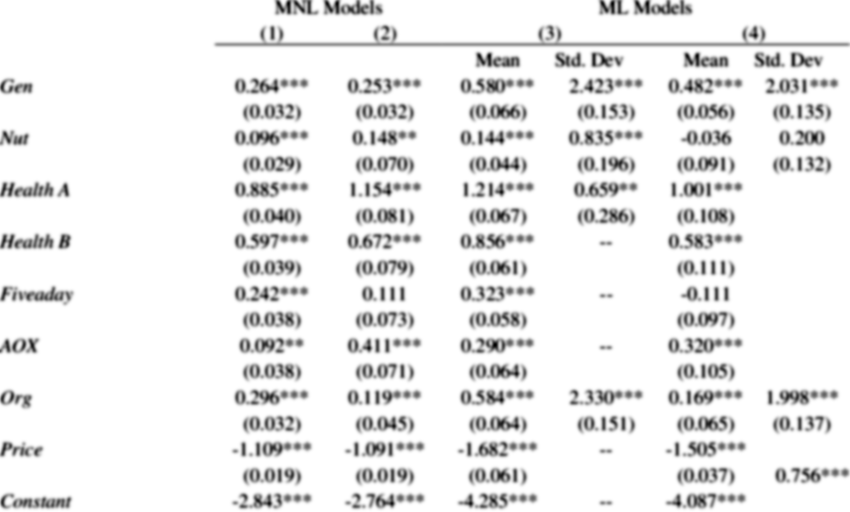 MNL Models ML Models
(1) (2) (3) (4)
Mean Std. Dev Mean Std. Dev
Gen 0.264*** 0.253*** 0.580*** 2.423*** 0.482*** 2.031***
(0.032) (0.032) (0.066) (0.153) (0.056) (0.135)
Nut 0.096*** 0.148** 0.144*** 0.835*** -0.036 0.200
(0.029) (0.070) (0.044) (0.196) (0.091) (0.132)
Health A 0.885*** 1.154*** 1.214*** 0.659** 1.001***
(0.040) (0.081) (0.067) (0.286) (0.108)
Health B 0.597*** 0.672*** 0.856*** -- 0.583***
(0.039) (0.079) (0.061) (0.111)
Fiveaday 0.242*** 0.111 0.323*** -- -0.111
(0.038) (0.073) (0.058) (0.097)
AOX 0.092** 0.411*** 0.290*** -- 0.320***
(0.038) (0.071) (0.064) (0.105)
Org 0.296*** 0.119*** 0.584*** 2.330*** 0.169*** 1.998***
(0.032) (0.045) (0.064) (0.151) (0.065) (0.137)
Price -1.109*** -1.091*** -1.682*** -- -1.505***
(0.019) (0.019) (0.061) (0.037) 0.756***
Constant -2.843*** -2.764*** -4.285*** -- -4.087***